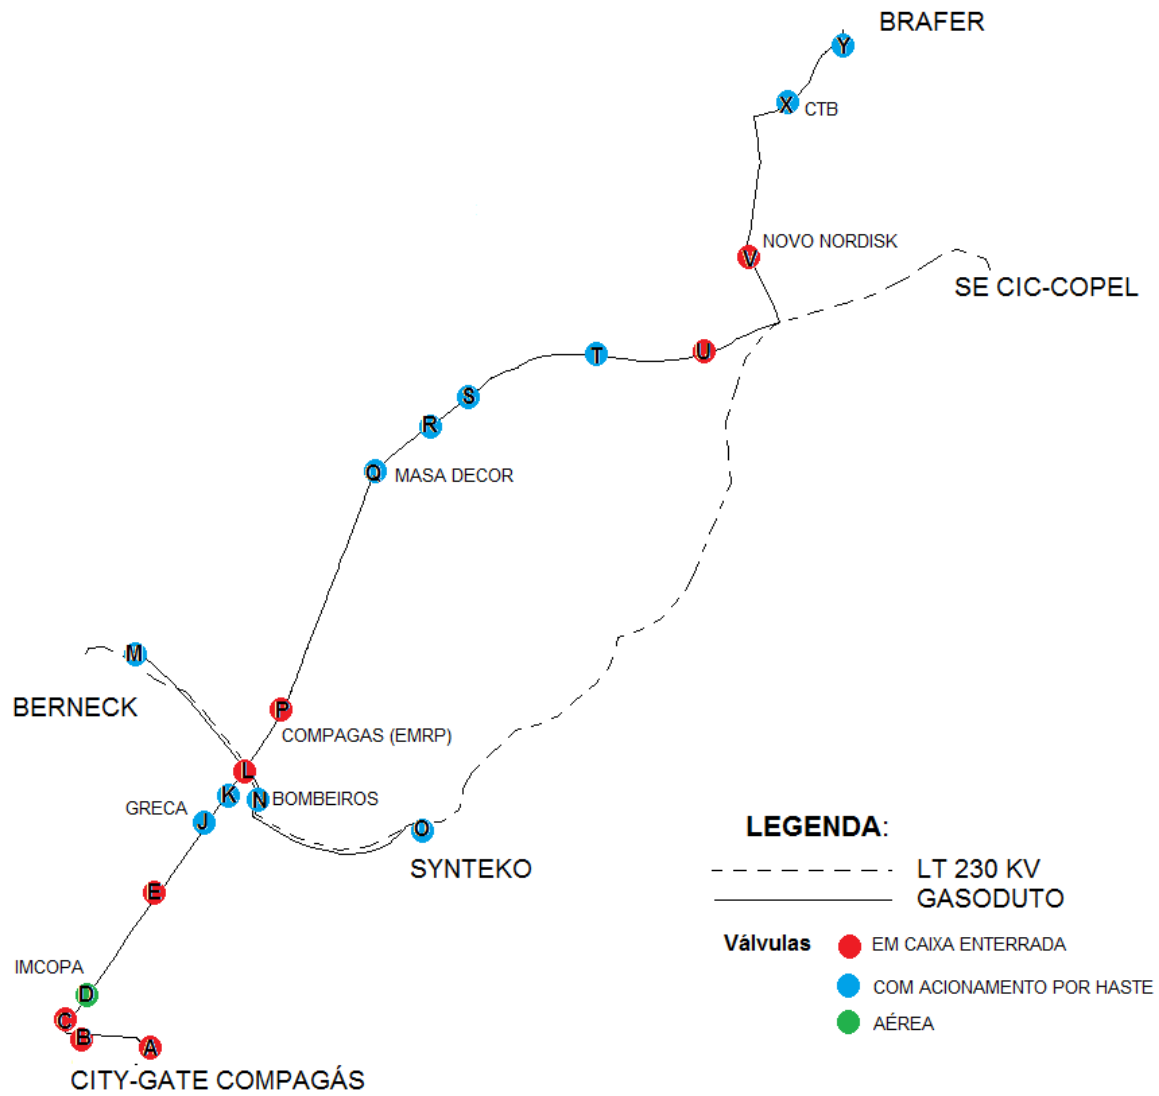 BRAFER
Y
X
CTB
NOVO NORDISK
V
SE CIC-COPEL
T
U
S
R
Q
MASA DECOR
M
BERNECK
P
COMPAGAS (EMRP)
L
K
N
BOMBEIROS
GRECA
J
O
SYNTEKO
E
IMCOPA
D
C
B
A
CITY-GATE COMPAGÁS
LEGENDA:
LT 230 KV
GASODUTO
Válvulas
EM CAIXA ENTERRADA
COM ACIONAMENTO POR HASTE
AÉREA